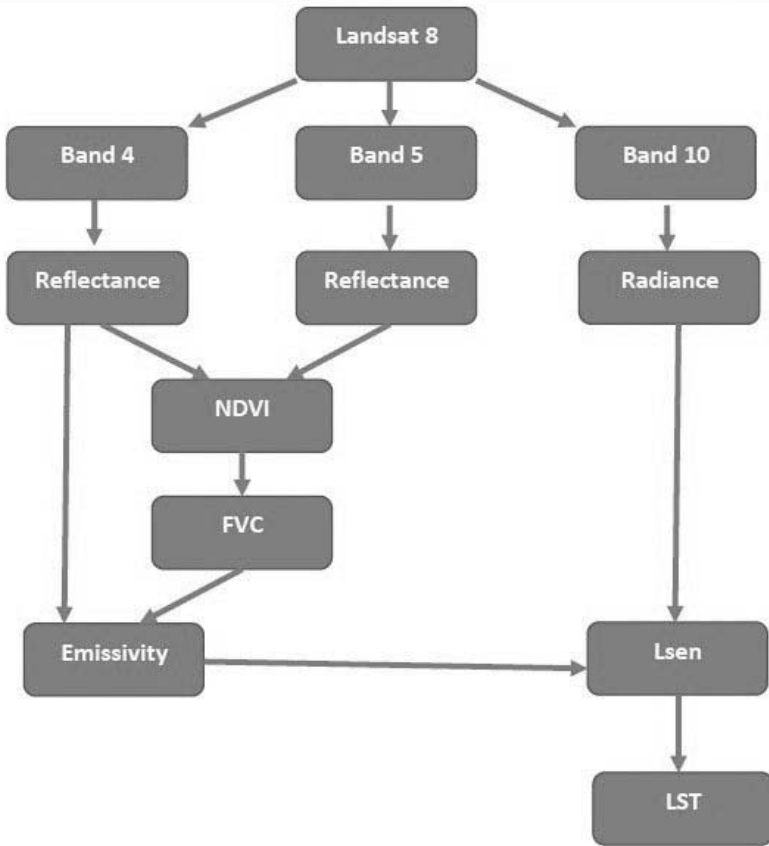 Landsat 8
Band 4
Band 5
Band 10
Reflectance
Reflectance
Radiance
NDVI
FVC
Emissivity
Lsen
LST